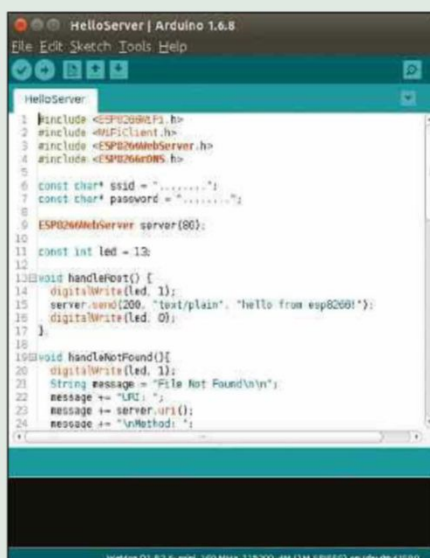 HelloServer | Arduino 1.6.8
File Edit Sketch Tools Help
HelloServer
1 #include <ESP8266WiFi.h>
2 #include <WiFiClient.h>
3 #include <ESP8266WebServer.h>
4 #include <ESP8266mDNS.h>
5
6 const char* ssid = "........";
7 const char* password = "........";
8
9 ESP8266WebServer server(80);
10
11 const int led = 13;
12
13 void handleRoot() {
14 digitalWrite(led, 1);
15 server.send(200, "text/plain", "hello from esp8266!");
16 digitalWrite(led, 0);
17 }
18
19 void handleNotFound(){
20 digitalWrite(led, 1);
21 String message = "File Not Found\n\n";
22 message += "URI: ";
23 message += server.uri();
24 message += "\nMethod: ";